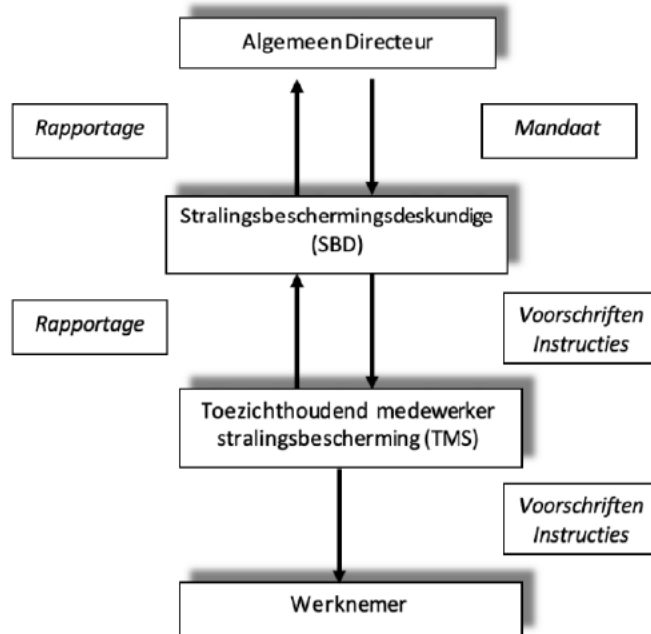 Algemeen Directeur
Rapportage
Mandaat
Stralingsbeschermingsdeskundige
(SBD)
Rapportage
Voorschriften
Instructies
Toezichthoudend medewerker
stralingsbescherming (TMS)
Voorschriften
Instructies
Werknemer